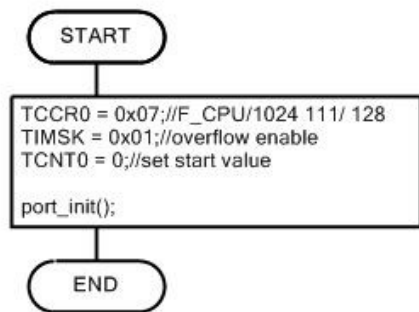 START
TCCR0 = 0x07;//F_CPU/1024 111/ 128
TIMSK = 0x01;//overflow enable
TCNT0 = 0;//set start value
port_init();
END